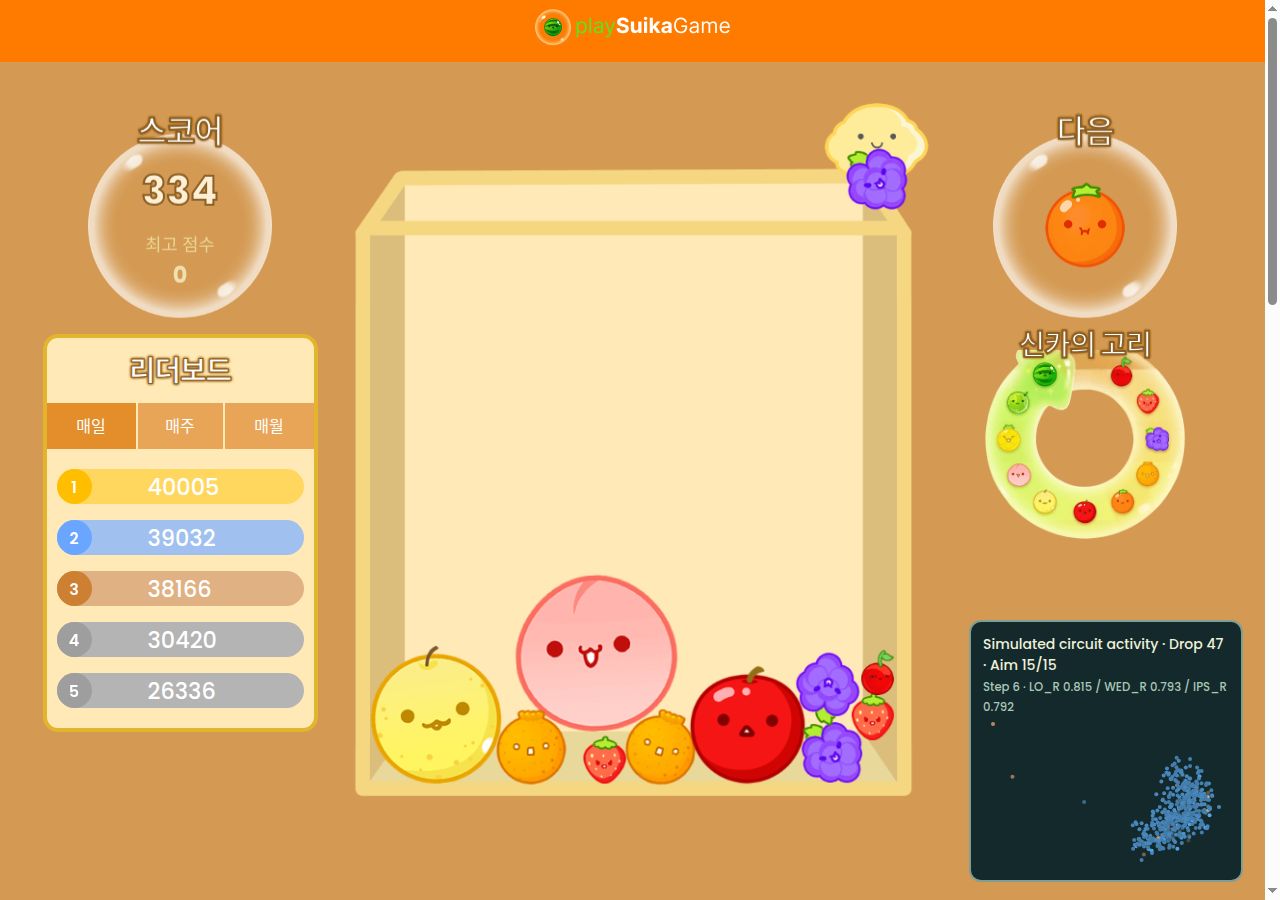 playSuikaGame
스코어
334
최고 점수
0
리더보드
매일 매주 매월
1 40005
2 39032
3 38166
4 30420
5 26336
다음
신카의 고리
Simulated circuit activity · Drop 47
· Aim 15/15
Step 6 · LO_R 0.815 / WED_R 0.793 / IPS_R
0.792